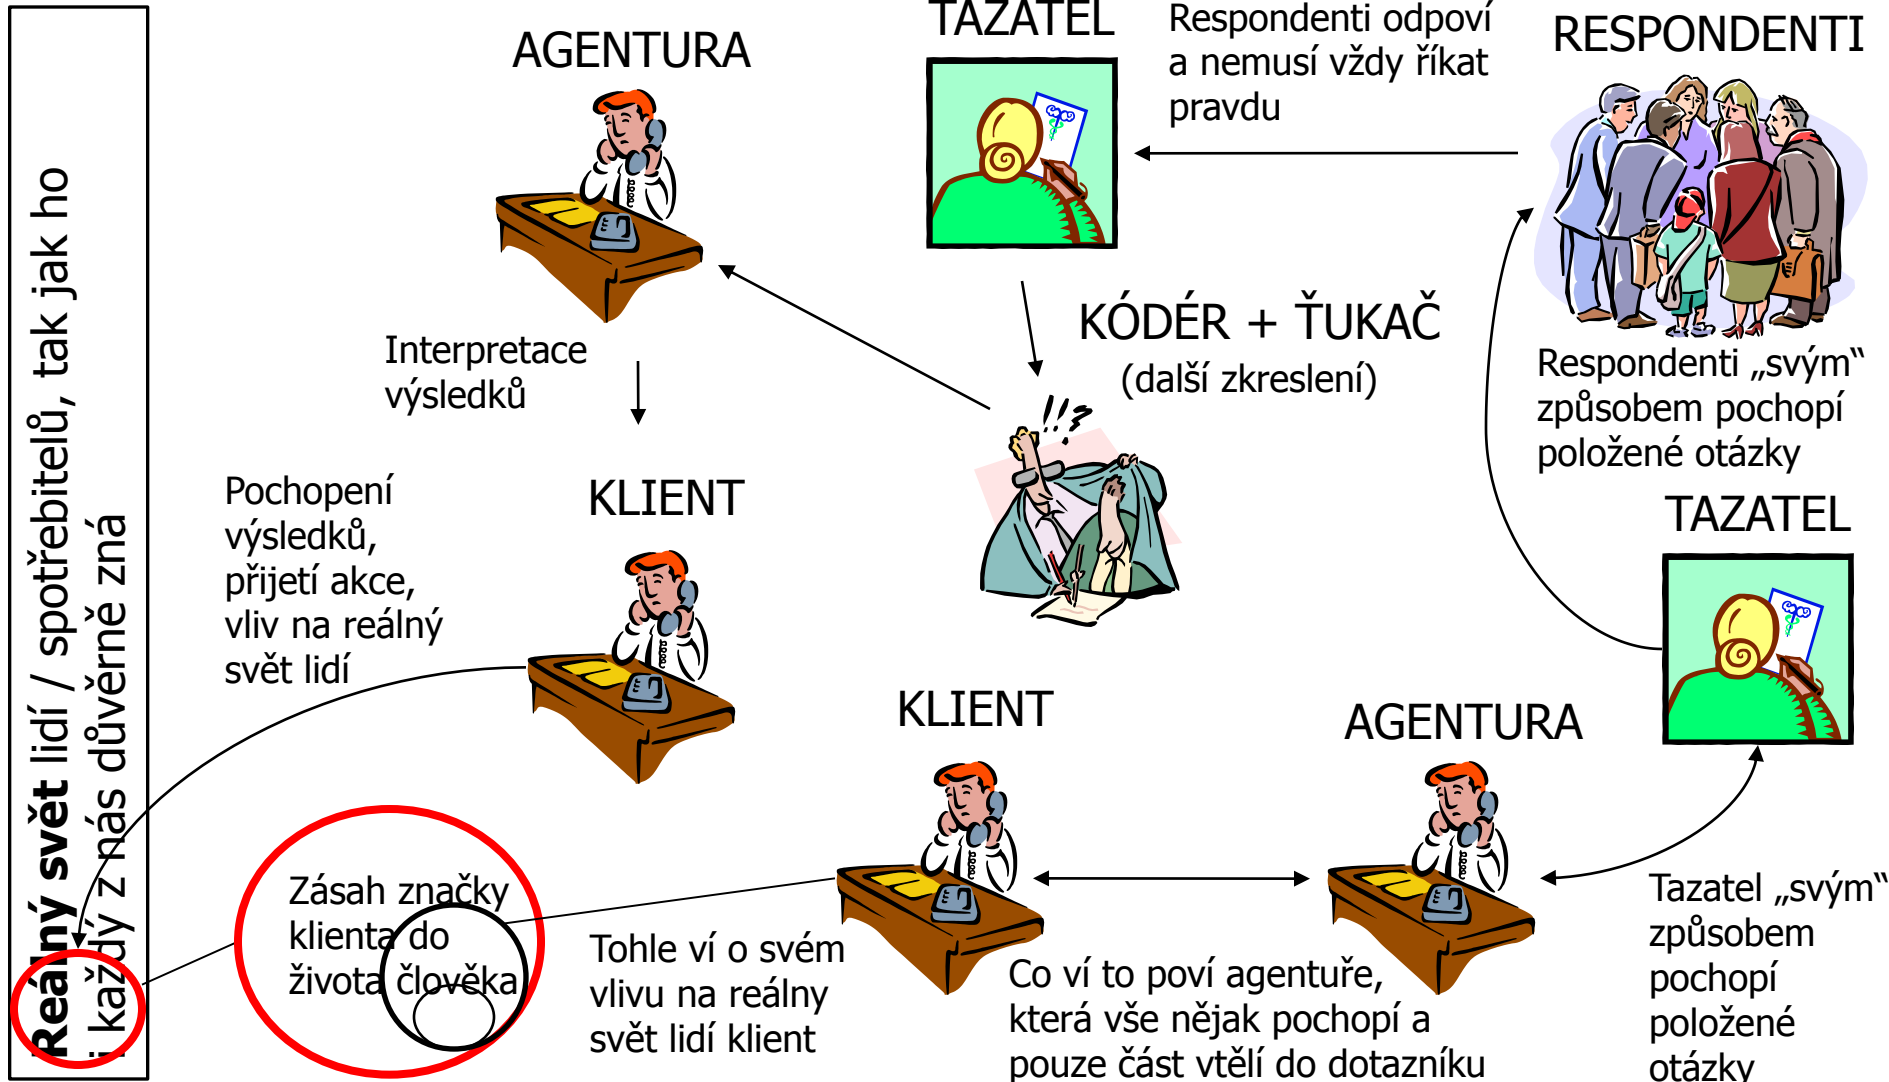 Reálný svět lidí / spotřebitelů, tak jak ho
i každý z nás důvěrně zná
AGENTURA
TAZATEL
Respondenti odpoví
a nemusí vždy říkat
pravdu
RESPONDENTI
KÓDÉR + ŤUKAČ
(další zkreslení)
Interpretace
výsledků
Respondenti „svým“
způsobem pochopí
položené otázky
Pochopení
výsledků,
přijetí akce,
vliv na reálný
svět lidí
KLIENT
TAZATEL
KLIENT
AGENTURA
Zásah značky
klienta do
života člověka
Tohle ví o svém
vlivu na reálny
svět lidí klient
Co ví to poví agentuře,
která vše nějak pochopí a
pouze část vtělí do dotazníku
Tazatel „svým“
způsobem
pochopí
položené
otázky